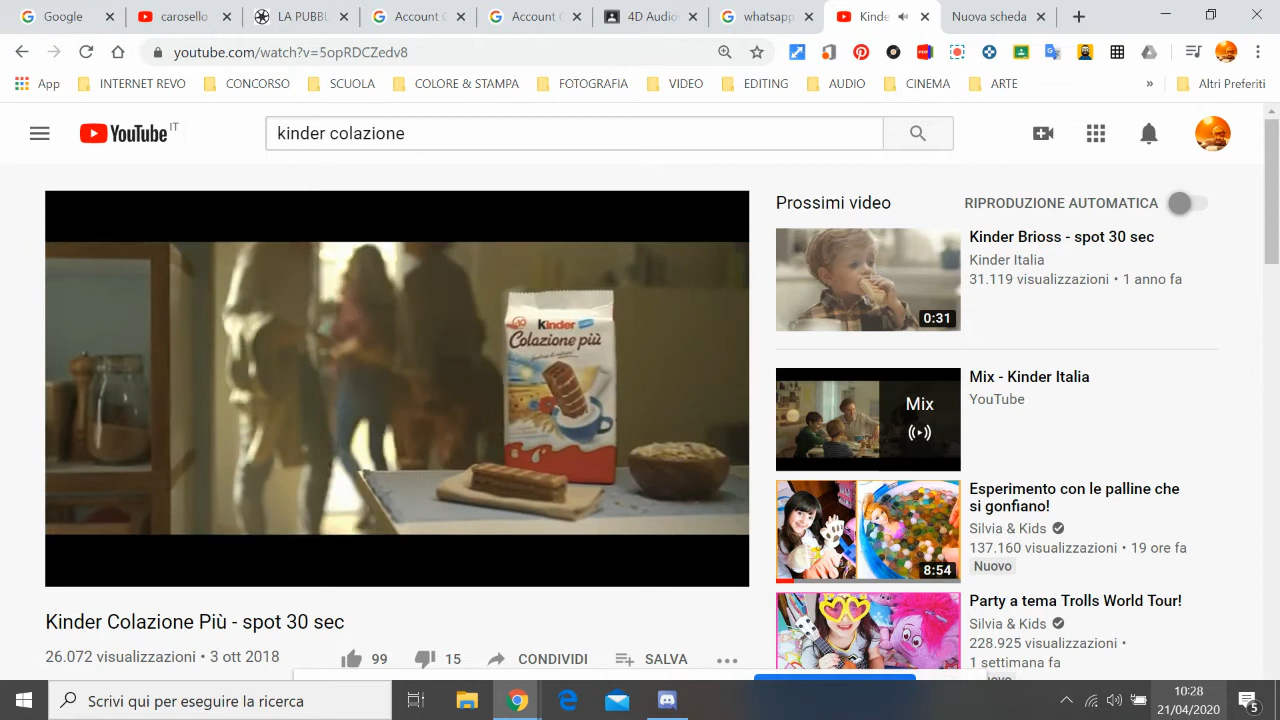 Google
carosello
LA PUBBL
Account G
Account G
4D Audio
whatsapp
Kinde
Nuova scheda
youtube.com/watch?v=5opRDCZedv8
App
INTERNET REVO
CONCORSO
SCUOLA
COLORE & STAMPA
FOTOGRAFIA
VIDEO
EDITING
AUDIO
CINEMA
ARTE
»
Altri Preferiti
YouTube IT
kinder colazione
Kinder
Colazione più
Prossimi video
RIPRODUZIONE AUTOMATICA
Kinder Brioss - spot 30 sec
Kinder Italia
31.119 visualizzazioni • 1 anno fa
0:31
Mix - Kinder Italia
YouTube
Mix
Esperimento con le palline che
si gonfiano!
Silvia & Kids
137.160 visualizzazioni • 19 ore fa
Nuovo
8:54
Party a tema Trolls World Tour!
Silvia & Kids
228.925 visualizzazioni •
1 settimana fa
Kinder Colazione Più - spot 30 sec
26.072 visualizzazioni • 3 ott 2018
99
15
CONDIVIDI
SALVA
Scrivi qui per eseguire la ricerca
10:28
21/04/2020
5